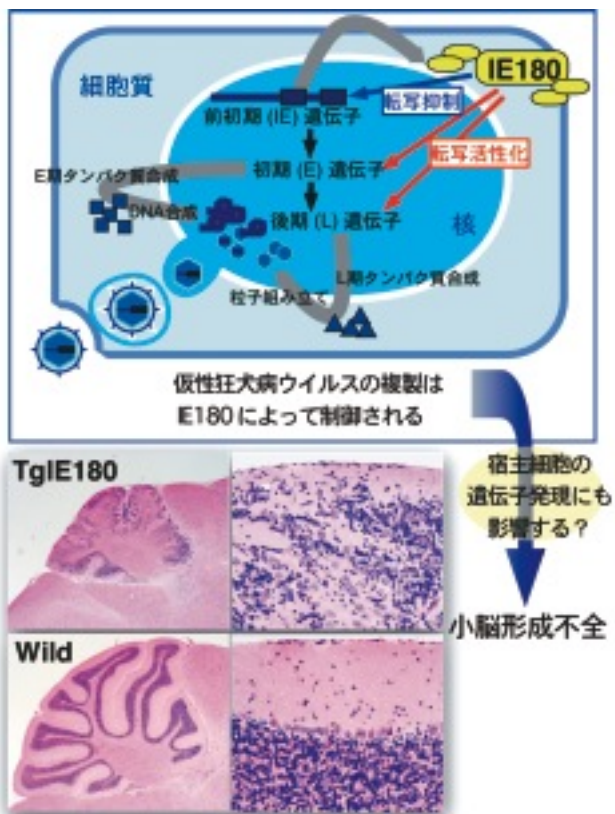 IE180
細胞質
転写抑制
前初期 (IE) 遺伝子
転写活性化
初期 (E) 遺伝子
E期タンパク質合成
DNA合成
後期 (L) 遺伝子
核
L期タンパク質合成
粒子組み立て
仮性狂犬病ウイルスの複製は
IE180によって制御される
宿主細胞の
遺伝子発現にも
影響する？
小脳形成不全
TgIE180
Wild